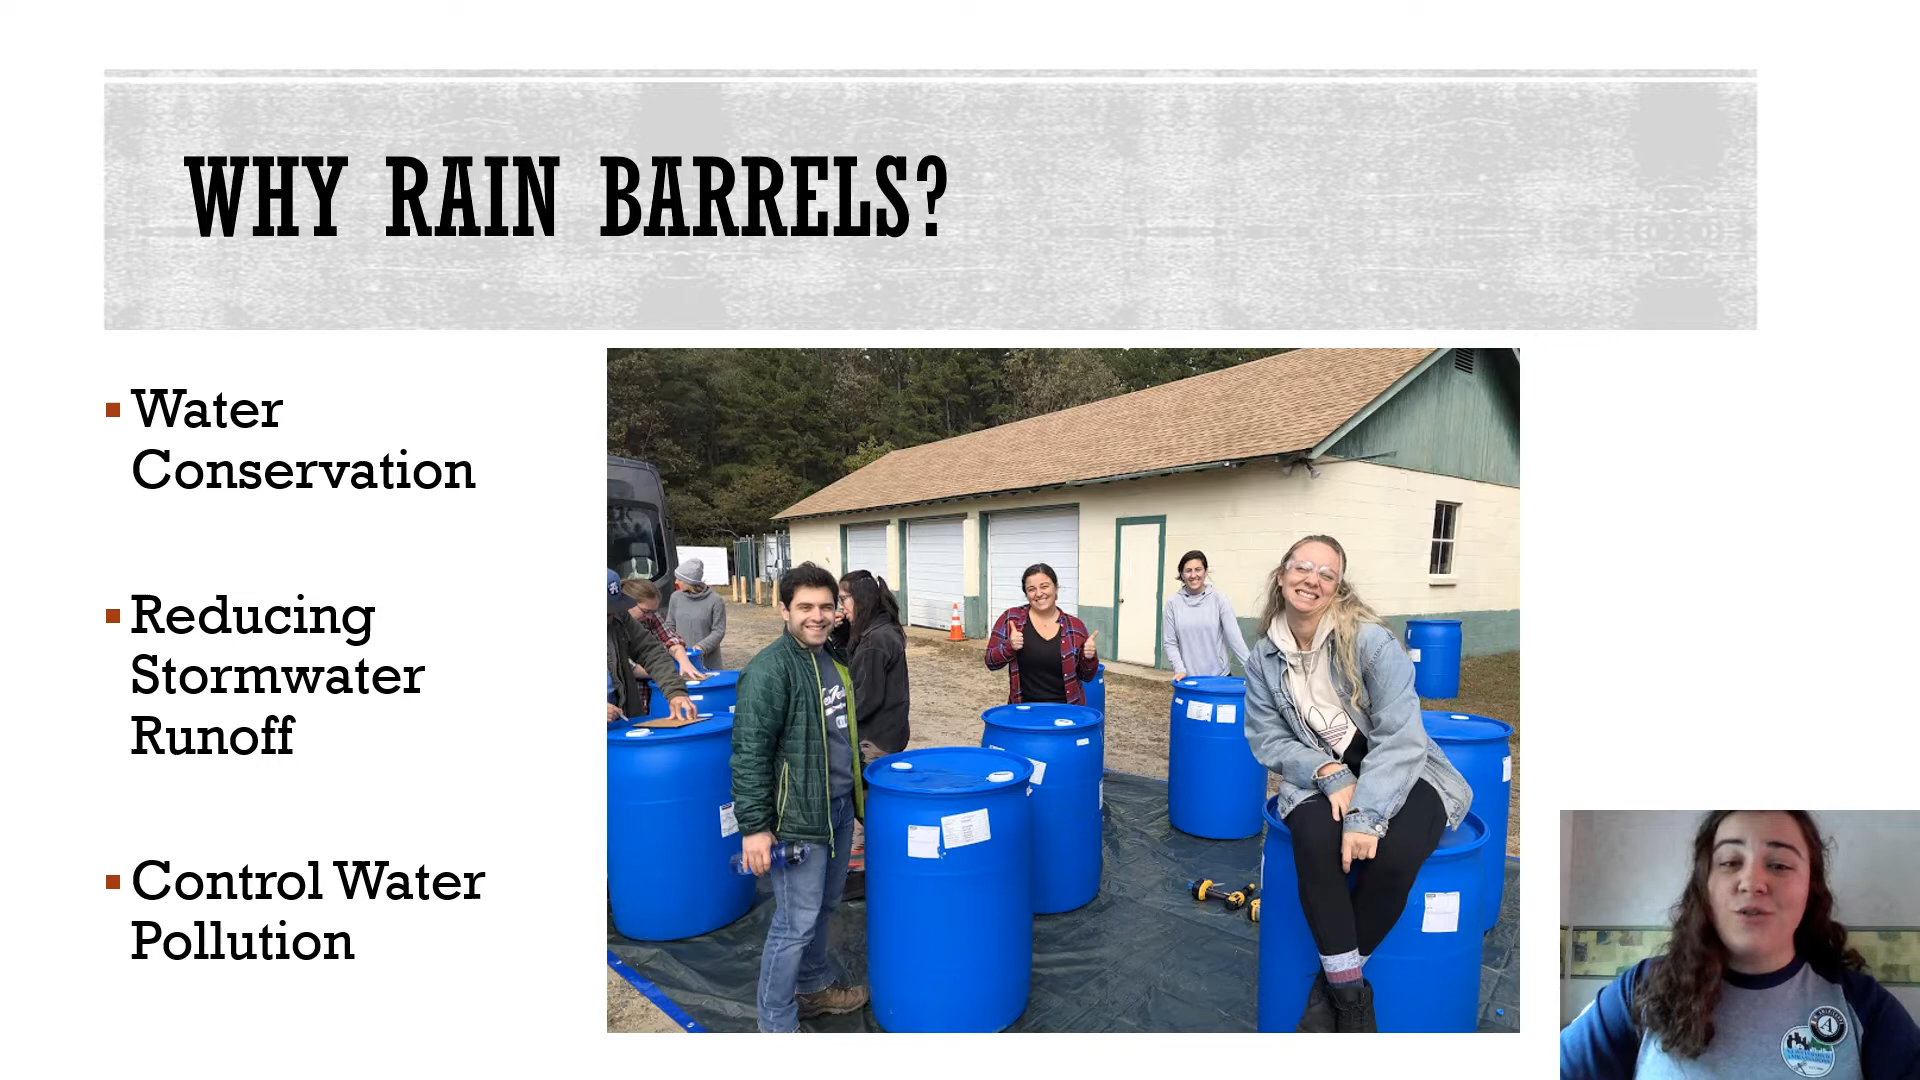 WHY RAIN BARRELS?
Water
Conservation
Reducing
Stormwater
Runoff
Control Water
Pollution
A